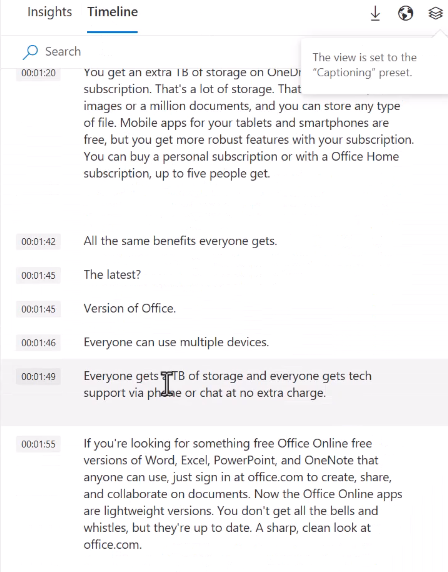 Insights Timeline
Search
The view is set to the
“Captioning” preset.
00:01:20 You get an extra TB of storage on
subscription. That's a lot of storage.
images or a million documents, and you can store any type
of file. Mobile apps for your tablets and smartphones are
free, but you get more robust features with your subscription.
You can buy a personal subscription or with a Office Home
subscription, up to five people get.
00:01:42 All the same benefits everyone gets.
00:01:45 The latest?
00:01:45 Version of Office.
00:01:46 Everyone can use multiple devices.
00:01:49 Everyone gets TB of storage and everyone gets tech
support via phone or chat at no extra charge.
00:01:55 If you're looking for something free Office Online free
versions of Word, Excel, PowerPoint, and OneNote that
anyone can use, just sign in at office.com to create, share,
and collaborate on documents. Now the Office Online apps
are lightweight versions. You don't get all the bells and
whistles, but they're up to date. A sharp, clean look at
office.com.